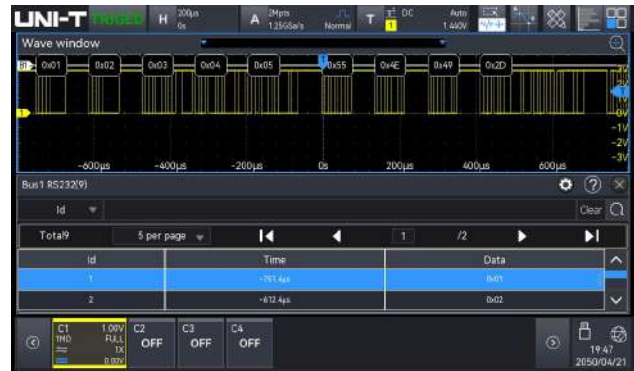 UNI-T TRIGED H 200μs 0s A 2Mpts 1.25GSa/s Normal T 1 DC Auto 1.440V
Wave window
B1 0x01 0x02 0x03 0x04 0x05 0x55 0x4E 0x49 0x2D
3V
2V
1 0V
-1V
-2V
-3V
-600μs -400μs -200μs 0s 200μs 400μs 600μs
Bus1 RS232(9)
Id Clear
Total9 5 per page 1 /2
Id Time Data
1 -751.4μs 0x01
2 -612.4μs 0x02
C1 1.00V C2 C3 C4
1MΩ FULL OFF OFF OFF
1X
0.00V
19:47
2050/04/21